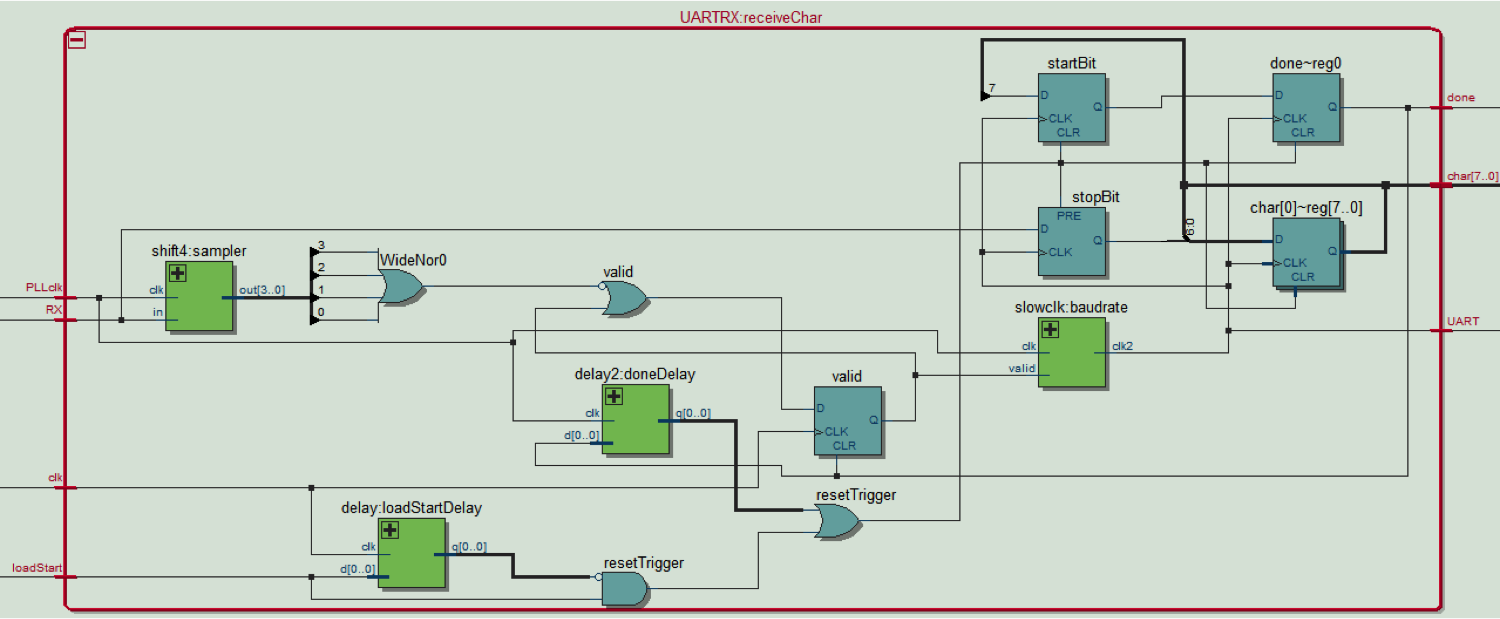 UARTRX:receiveChar
startBit
D
Q
CLK
CLR
7
done~reg0
D
Q
CLK
CLR
done
char[7..0]
stopBit
PRE
D
Q
CLK
6:0
char[0]~reg[7..0]
D
Q
CLK
CLR
shift4:sampler
clk
in
out[3..0]
PLLclk
RX
3
2
1
0
WideNor0
valid
slowclk:baudrate
clk
valid
clk2
UART
delay2:doneDelay
clk
d[0..0]
q[0..0]
valid
D
Q
CLK
CLR
clk
delay:loadStartDelay
clk
d[0..0]
q[0..0]
loadStart
resetTrigger
resetTrigger